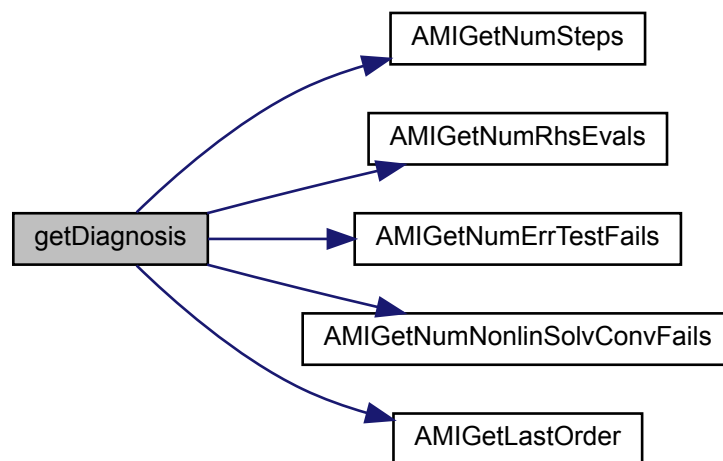 AMIGetNumSteps
AMIGetNumRhsEvals
getDiagnosis
AMIGetNumErrTestFails
AMIGetNumNonlinSolvConvFails
AMIGetLastOrder